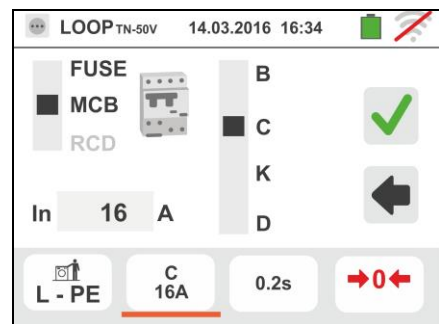 LOOP TN-50V 14.03.2016 16:34
FUSE
MCB
RCD
B
C
K
D
In 16 A
L - PE
C
16A
0.2s
0